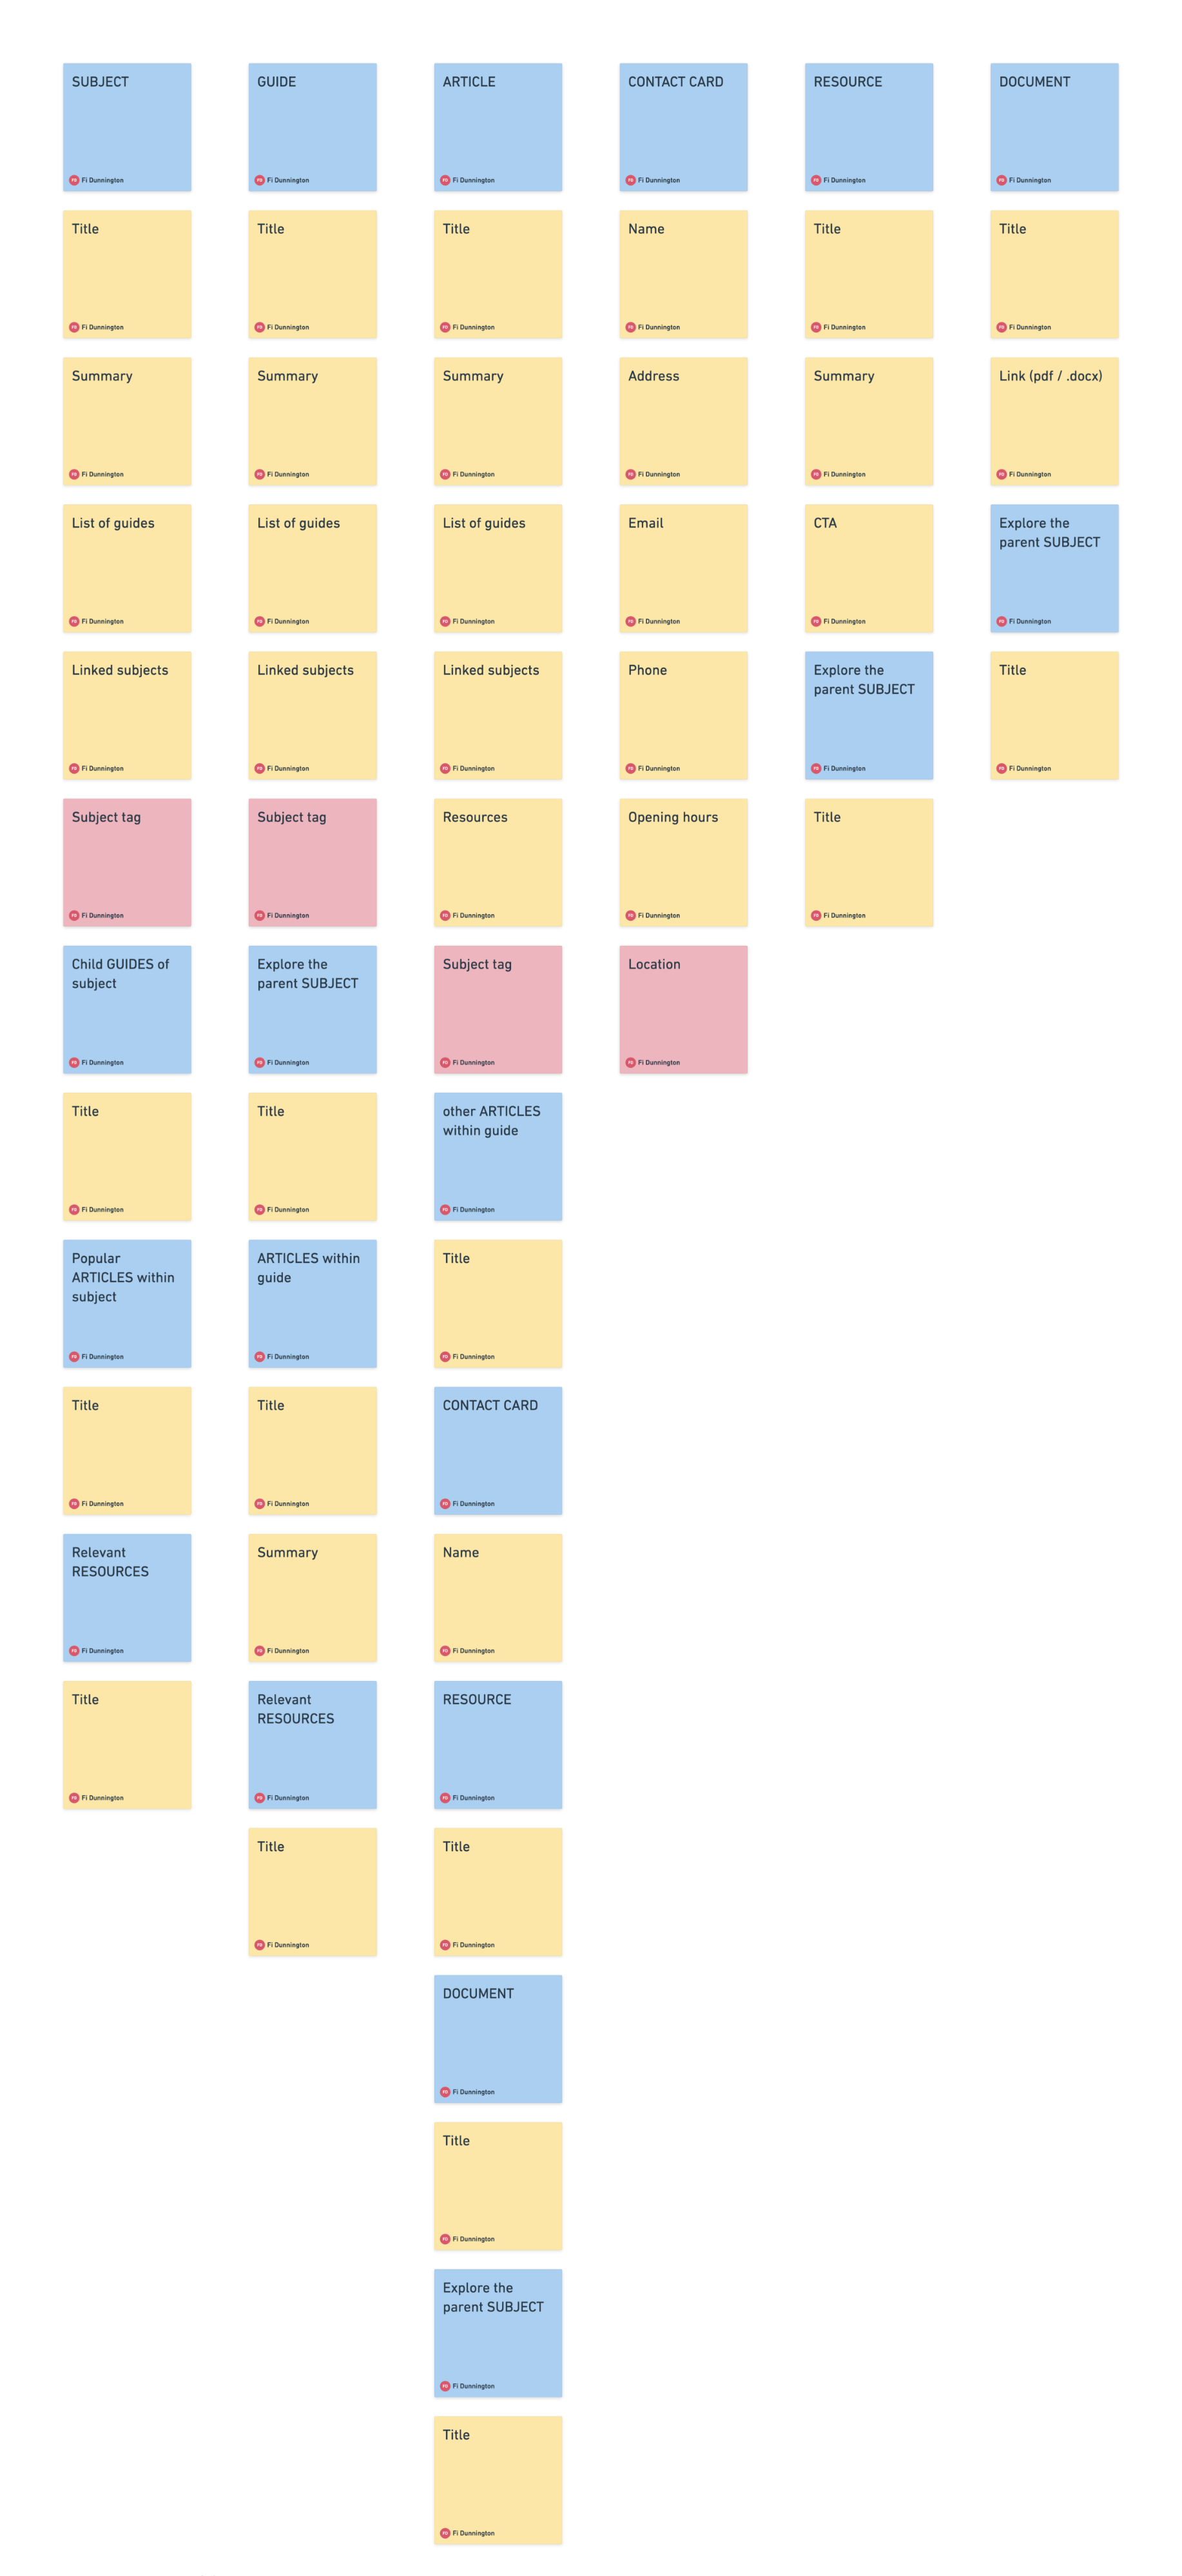 SUBJECT
FD Fi Dunnington
Title
FD Fi Dunnington
Summary
FD Fi Dunnington
List of guides
FD Fi Dunnington
Linked subjects
FD Fi Dunnington
Subject tag
FD Fi Dunnington
Child GUIDES of
subject
FD Fi Dunnington
Title
FD Fi Dunnington
Popular
ARTICLES within
subject
FD Fi Dunnington
Title
FD Fi Dunnington
Relevant
RESOURCES
FD Fi Dunnington
Title
FD Fi Dunnington
GUIDE
FD Fi Dunnington
Title
FD Fi Dunnington
Summary
FD Fi Dunnington
List of guides
FD Fi Dunnington
Linked subjects
FD Fi Dunnington
Subject tag
FD Fi Dunnington
Explore the
parent SUBJECT
FD Fi Dunnington
Title
FD Fi Dunnington
ARTICLES within
guide
FD Fi Dunnington
Title
FD Fi Dunnington
Summary
FD Fi Dunnington
Relevant
RESOURCES
FD Fi Dunnington
Title
FD Fi Dunnington
ARTICLE
FD Fi Dunnington
Title
FD Fi Dunnington
Summary
FD Fi Dunnington
List of guides
FD Fi Dunnington
Linked subjects
FD Fi Dunnington
Resources
FD Fi Dunnington
Subject tag
FD Fi Dunnington
other ARTICLES
within guide
FD Fi Dunnington
Title
FD Fi Dunnington
CONTACT CARD
FD Fi Dunnington
Name
FD Fi Dunnington
RESOURCE
FD Fi Dunnington
Title
FD Fi Dunnington
DOCUMENT
FD Fi Dunnington
Title
FD Fi Dunnington
Explore the
parent SUBJECT
FD Fi Dunnington
Title
FD Fi Dunnington
CONTACT CARD
FD Fi Dunnington
Name
FD Fi Dunnington
Address
FD Fi Dunnington
Email
FD Fi Dunnington
Phone
FD Fi Dunnington
Opening hours
FD Fi Dunnington
Location
FD Fi Dunnington
RESOURCE
FD Fi Dunnington
Title
FD Fi Dunnington
Summary
FD Fi Dunnington
CTA
FD Fi Dunnington
Explore the
parent SUBJECT
FD Fi Dunnington
Title
FD Fi Dunnington
DOCUMENT
FD Fi Dunnington
Title
FD Fi Dunnington
Link (pdf / .docx)
FD Fi Dunnington
Explore the
parent SUBJECT
FD Fi Dunnington
Title
FD Fi Dunnington